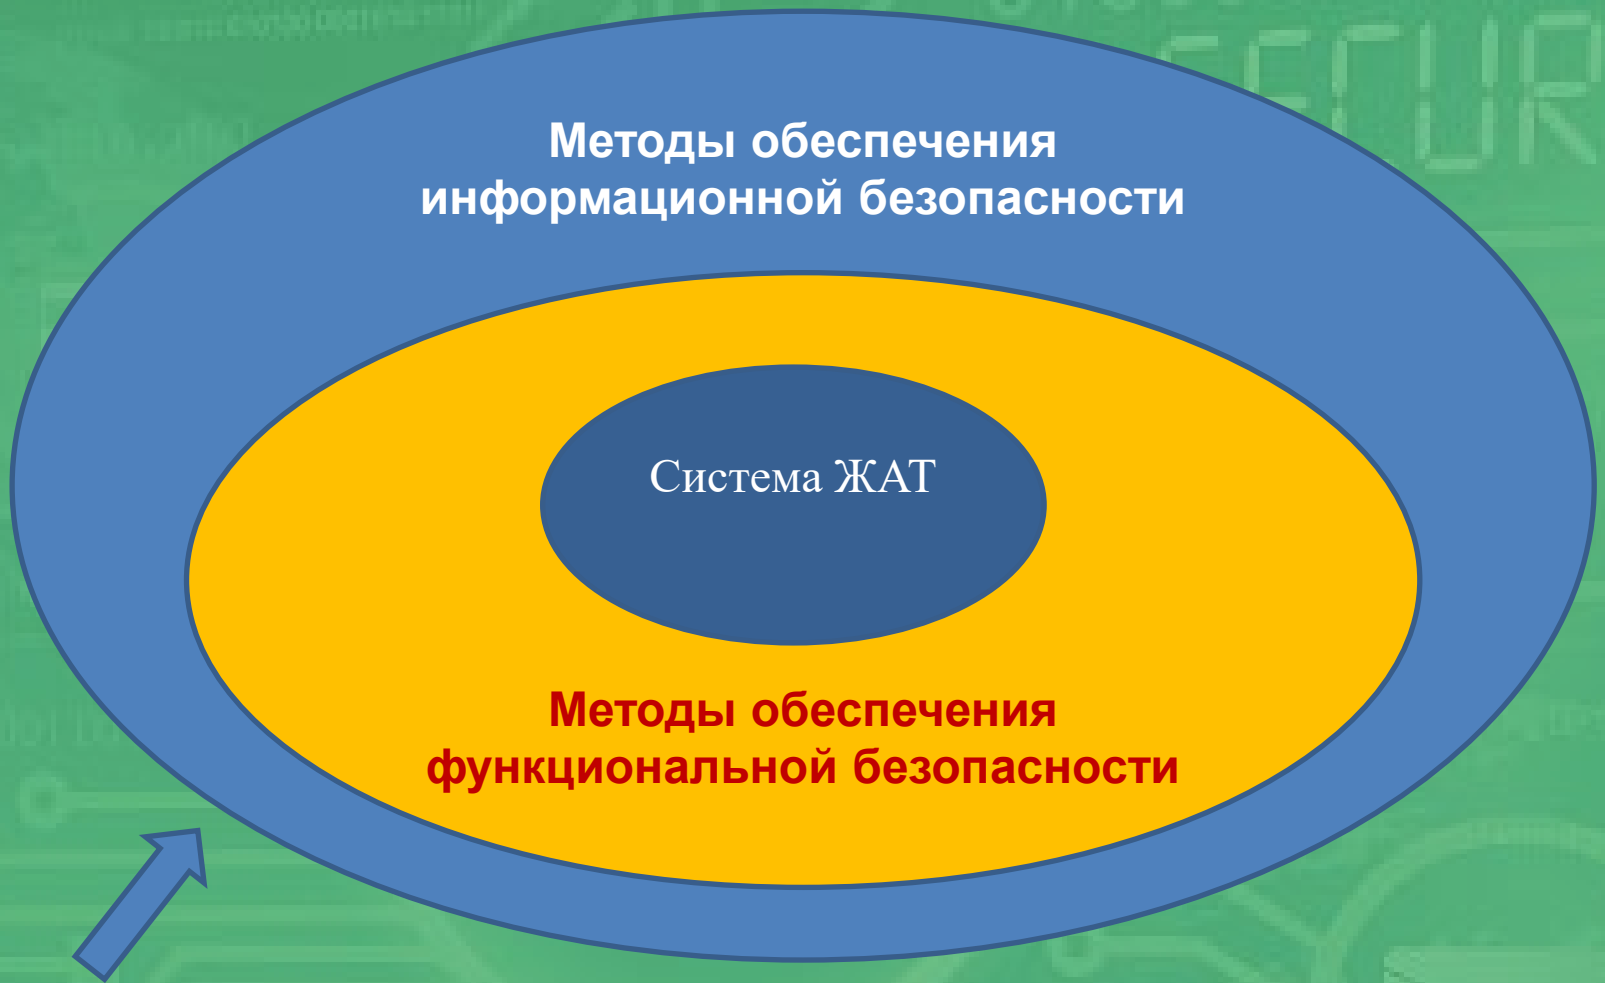 Методы обеспечения
информационной безопасности
Система ЖАТ
Методы обеспечения
функциональной безопасности